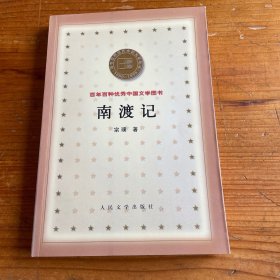 百年百种优秀中国文学图书
南渡记
宗璞 著
人民文学出版社